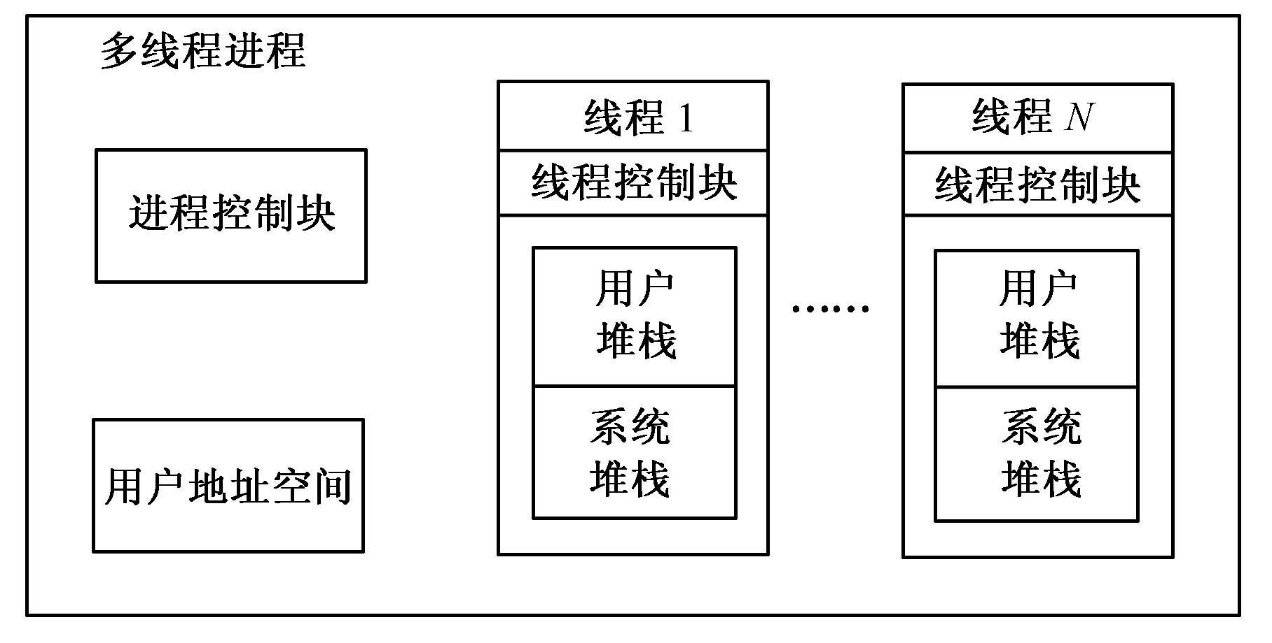 多线程进程
进程控制块
用户地址空间
线程 1
线程控制块
用户
堆栈
系统
堆栈
……
线程 N
线程控制块
用户
堆栈
系统
堆栈